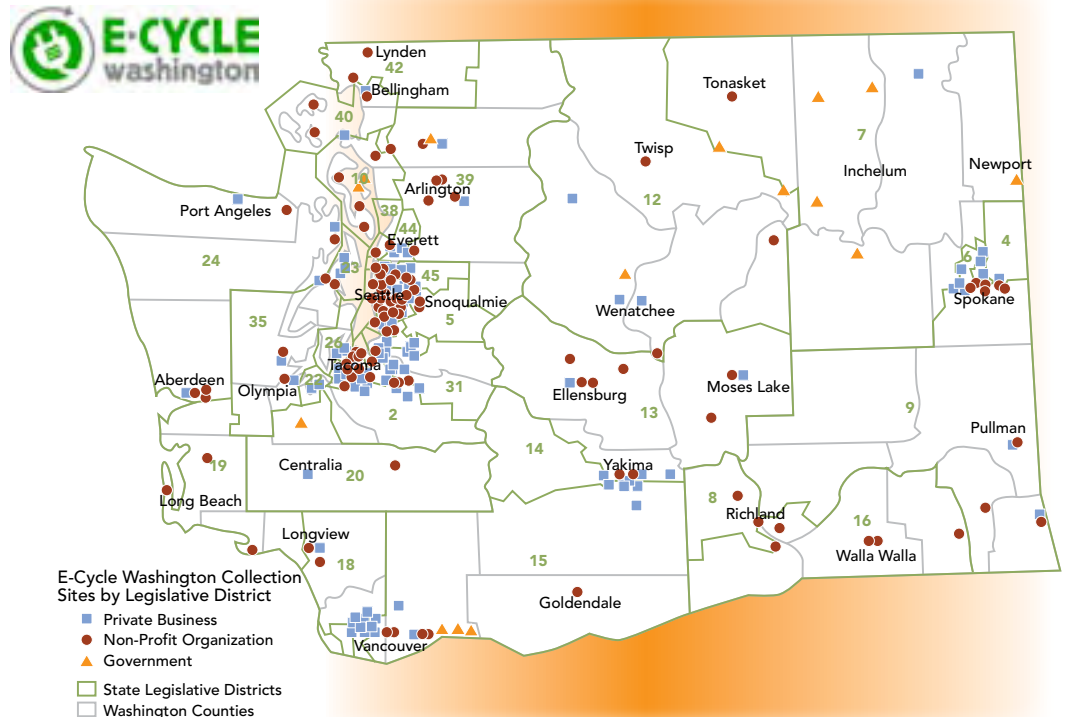 E·CYCLE
washington
Lynden
42
Bellingham
40
Tonasket
7
Twisp
Inchelum
Newport
10
39
Arlington
12
Port Angeles
38
44
Everett
4
24
23
45
6
Seattle
Snoqualmie
Spokane
Wenatchee
35
5
26
Tacoma
Aberdeen
Olympia
22
31
Ellensburg
Moses Lake
2
13
9
Pullman
14
19
Centralia
20
Yakima
Long Beach
8
Richland
16
Longview
Walla Walla
18
15
E-Cycle Washington Collection
Sites by Legislative District
Goldendale
Private Business
Non-Profit Organization
Vancouver
Government
State Legislative Districts
Washington Counties